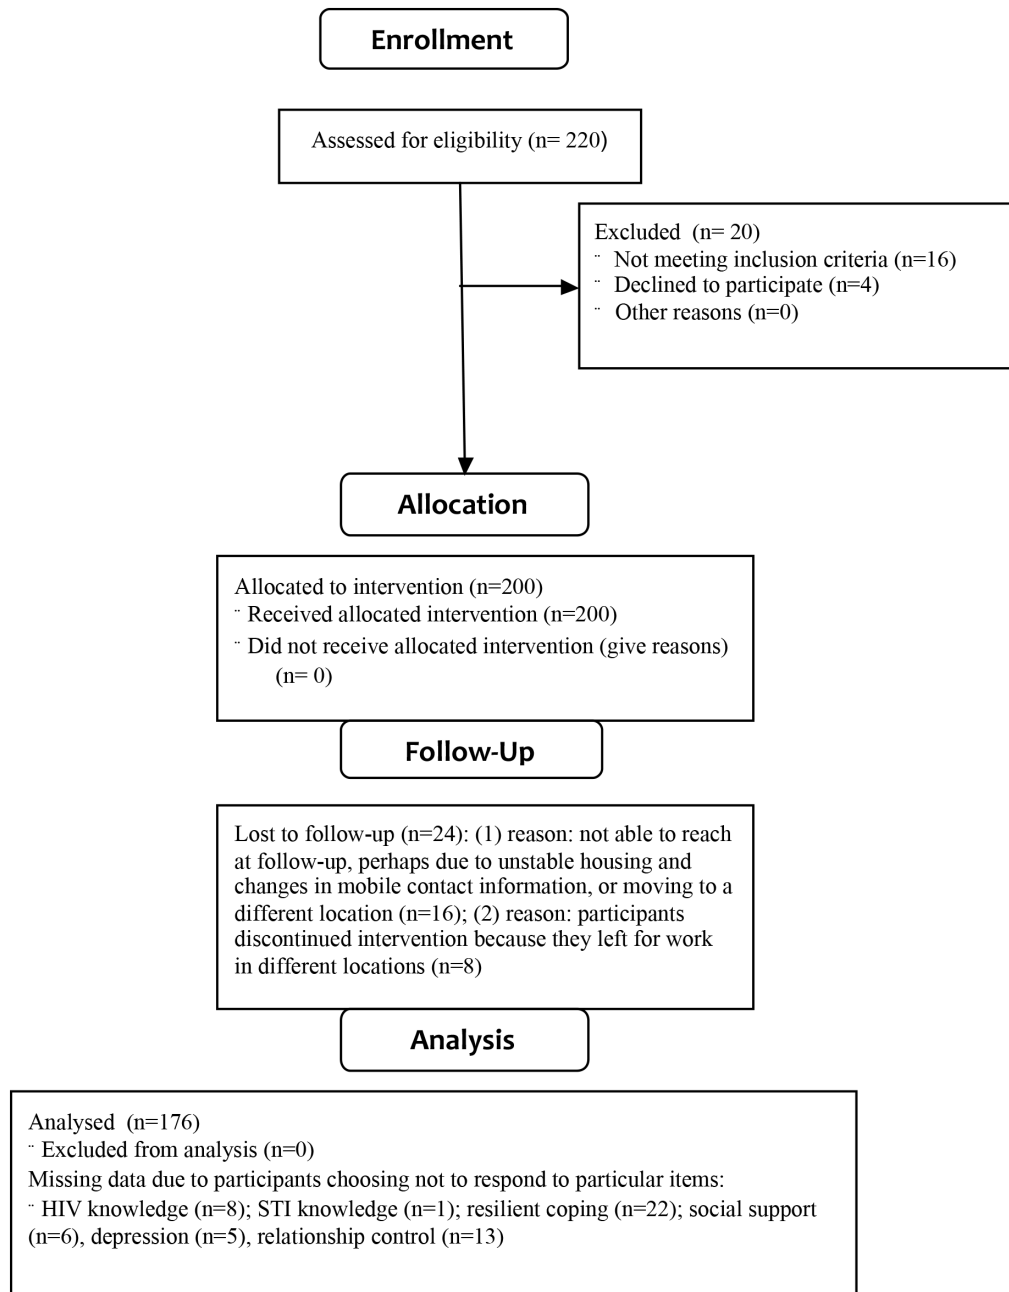 Enrollment
Assessed for eligibility (n= 220)
Excluded  (n= 20)
¨ Not meeting inclusion criteria (n=16)
¨ Declined to participate (n=4)
¨ Other reasons (n=0)
Allocation
Allocated to intervention (n=200)
¨ Received allocated intervention (n=200)
¨ Did not receive allocated intervention (give reasons)
(n= 0)
Follow-Up
Lost to follow-up (n=24): (1) reason: not able to reach
at follow-up, perhaps due to unstable housing and
changes in mobile contact information, or moving to a
different location (n=16); (2) reason: participants
discontinued intervention because they left for work
in different locations (n=8)
Analysis
Analysed  (n=176)
¨ Excluded from analysis (n=0)
Missing data due to participants choosing not to respond to particular items:
¨ HIV knowledge (n=8); STI knowledge (n=1); resilient coping (n=22); social support
(n=6), depression (n=5), relationship control (n=13)